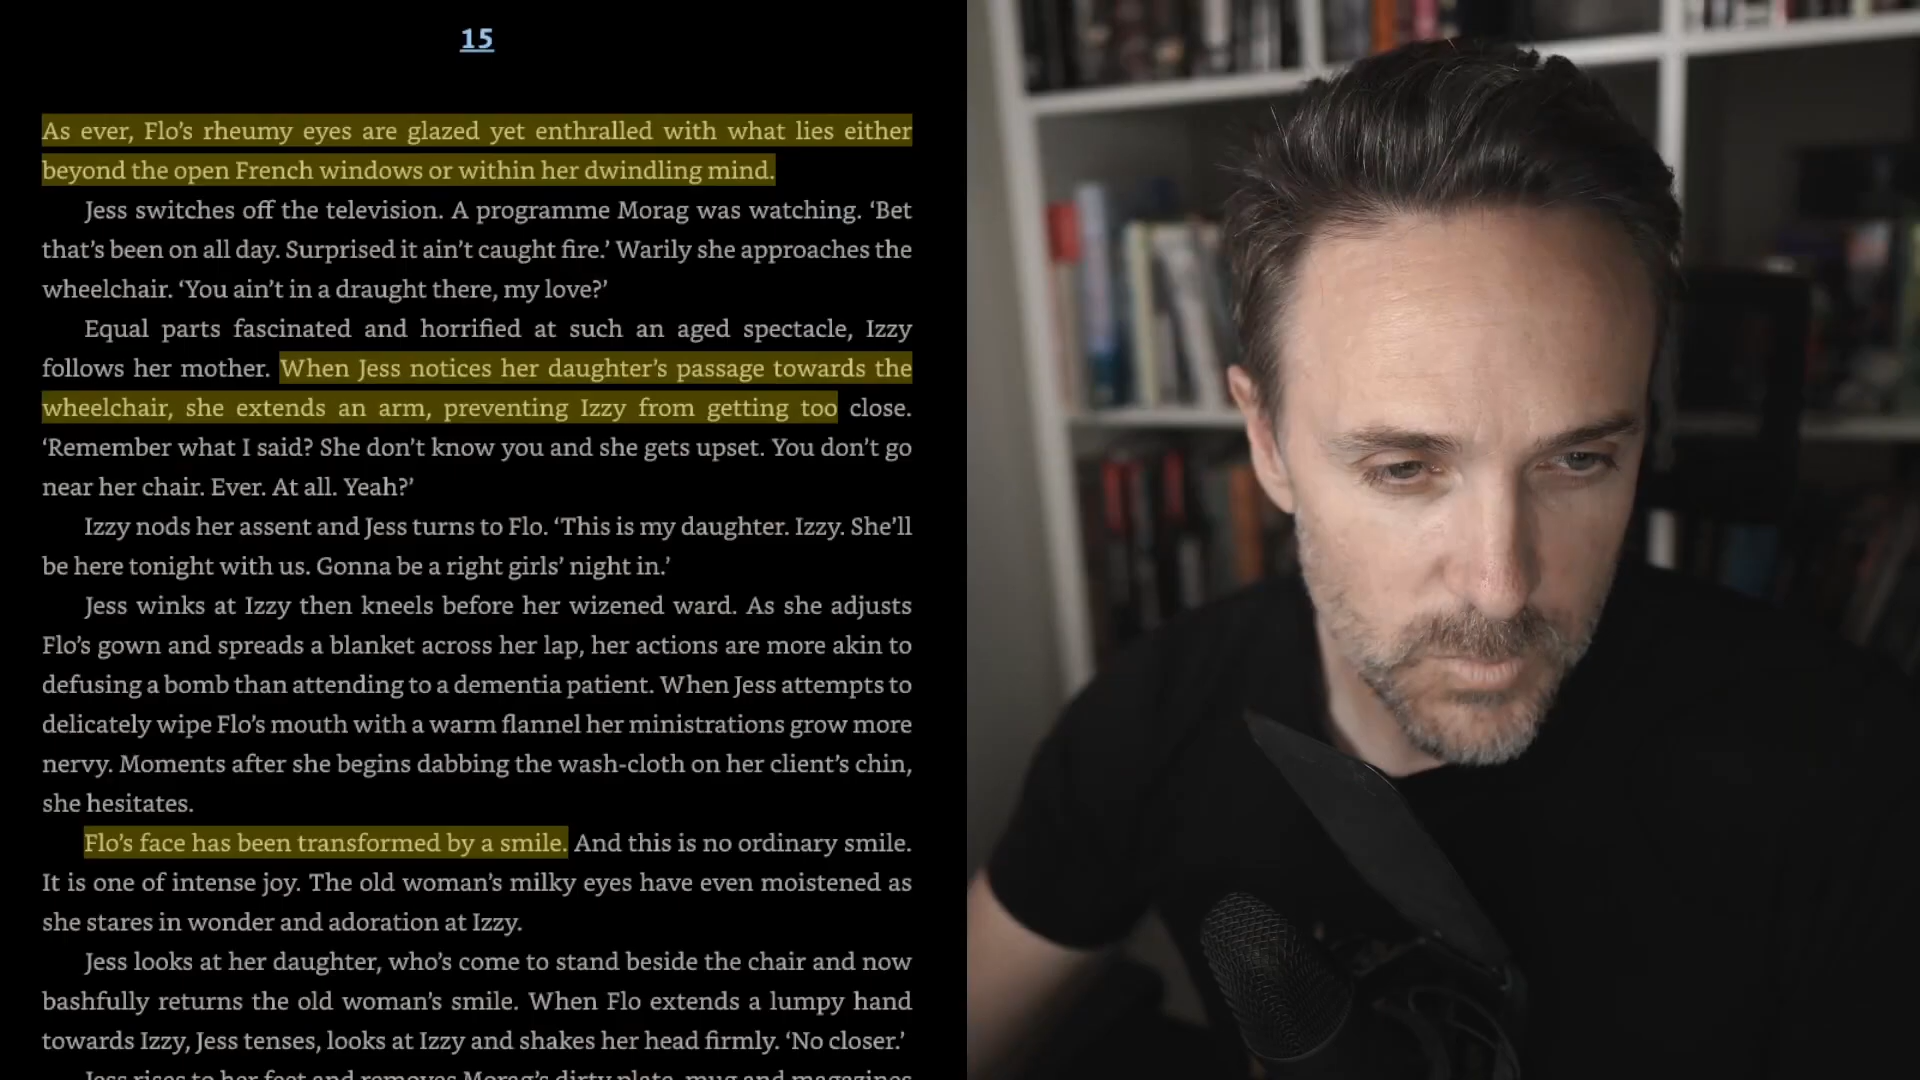 15
As ever, Flo’s rheumy eyes are glazed yet enthralled with what lies either
beyond the open French windows or within her dwindling mind.
Jess switches off the television. A programme Morag was watching. ‘Bet
that’s been on all day. Surprised it ain’t caught fire.’ Warily she approaches the
wheelchair. ‘You ain’t in a draught there, my love?’
Equal parts fascinated and horrified at such an aged spectacle, Izzy
follows her mother. When Jess notices her daughter’s passage towards the
wheelchair, she extends an arm, preventing Izzy from getting too close.
‘Remember what I said? She don’t know you and she gets upset. You don’t go
near her chair. Ever. At all. Yeah?’
Izzy nods her assent and Jess turns to Flo. ‘This is my daughter. Izzy. She’ll
be here tonight with us. Gonna be a right girls’ night in.’
Jess winks at Izzy then kneels before her wizened ward. As she adjusts
Flo’s gown and spreads a blanket across her lap, her actions are more akin to
defusing a bomb than attending to a dementia patient. When Jess attempts to
delicately wipe Flo’s mouth with a warm flannel her ministrations grow more
nervy. Moments after she begins dabbing the wash-cloth on her client’s chin,
she hesitates.
Flo’s face has been transformed by a smile. And this is no ordinary smile.
It is one of intense joy. The old woman’s milky eyes have even moistened as
she stares in wonder and adoration at Izzy.
Jess looks at her daughter, who’s come to stand beside the chair and now
bashfully returns the old woman’s smile. When Flo extends a lumpy hand
towards Izzy, Jess tenses, looks at Izzy and shakes her head firmly. ‘No closer.’
Jess rises to her feet and removes Morag’s dirty plate, mug and magazines